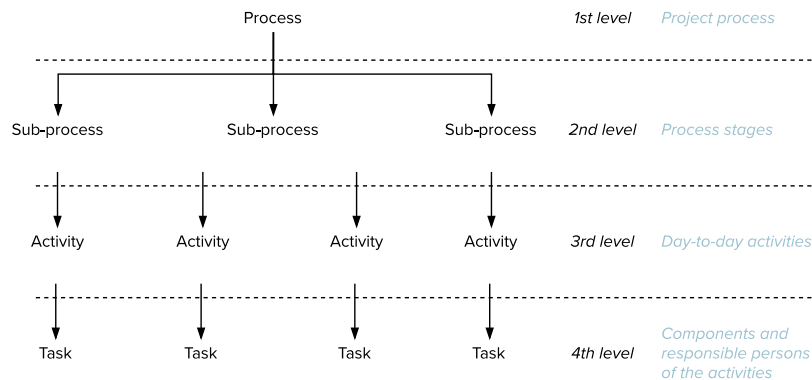 Process 1st level Project process
Sub-process Sub-process Sub-process 2nd level Process stages
Activity Activity Activity Activity 3rd level Day-to-day activities
Task Task Task Task 4th level Components and
responsible persons
of the activities